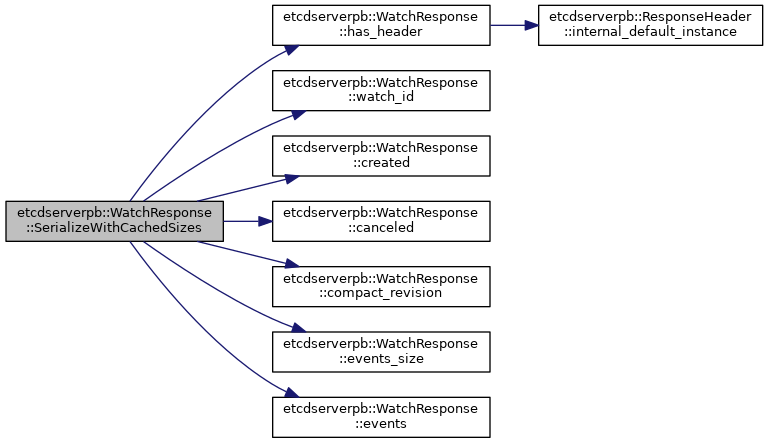 etcdserverpb::WatchResponse
::SerializeWithCachedSizes
etcdserverpb::WatchResponse
::has_header
etcdserverpb::ResponseHeader
::internal_default_instance
etcdserverpb::WatchResponse
::watch_id
etcdserverpb::WatchResponse
::created
etcdserverpb::WatchResponse
::canceled
etcdserverpb::WatchResponse
::compact_revision
etcdserverpb::WatchResponse
::events_size
etcdserverpb::WatchResponse
::events